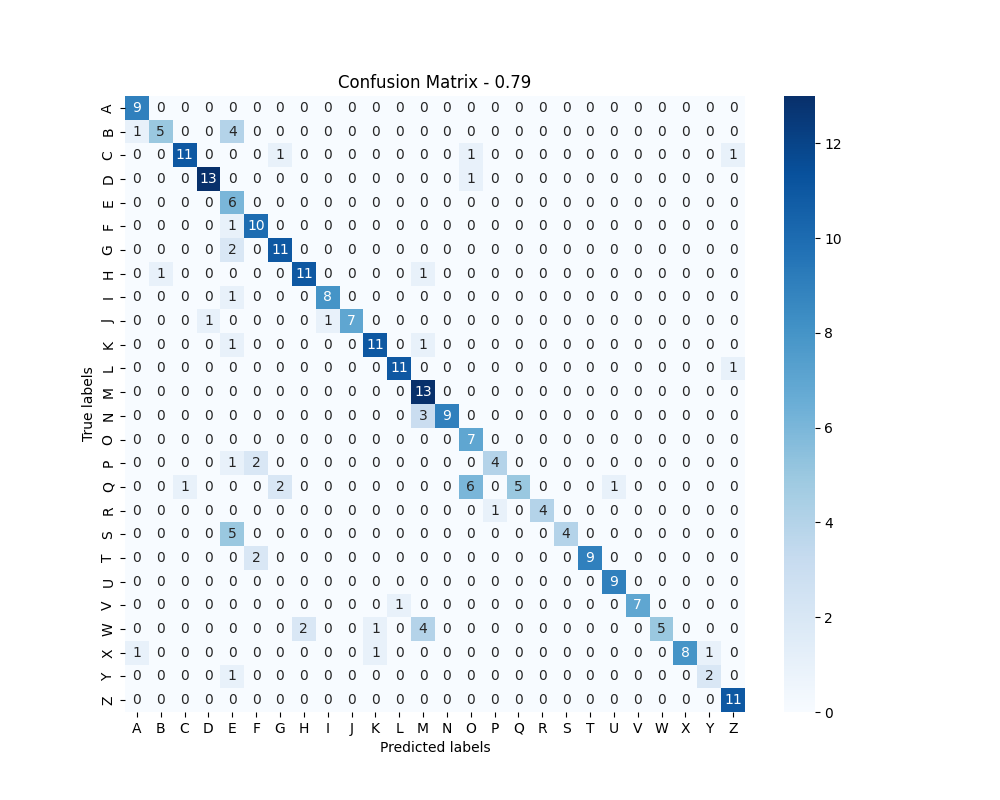 Confusion Matrix - 0.79
A 9 0 0 0 0 0 0 0 0 0 0 0 0 0 0 0 0 0 0 0 0 0 0 0 0 0
B 1 5 0 0 4 0 0 0 0 0 0 0 0 0 0 0 0 0 0 0 0 0 0 0 0 0
C 0 0 11 0 0 0 1 0 0 0 0 0 0 0 1 0 0 0 0 0 0 0 0 0 0 1
D 0 0 0 13 0 0 0 0 0 0 0 0 0 0 1 0 0 0 0 0 0 0 0 0 0 0
E 0 0 0 0 6 0 0 0 0 0 0 0 0 0 0 0 0 0 0 0 0 0 0 0 0 0
F 0 0 0 0 1 10 0 0 0 0 0 0 0 0 0 0 0 0 0 0 0 0 0 0 0 0
G 0 0 0 0 2 0 11 0 0 0 0 0 0 0 0 0 0 0 0 0 0 0 0 0 0 0
H 0 1 0 0 0 0 0 11 0 0 0 0 1 0 0 0 0 0 0 0 0 0 0 0 0 0
I 0 0 0 0 1 0 0 0 8 0 0 0 0 0 0 0 0 0 0 0 0 0 0 0 0 0
J 0 0 0 1 0 0 0 0 1 7 0 0 0 0 0 0 0 0 0 0 0 0 0 0 0 0
K 0 0 0 0 1 0 0 0 0 0 11 0 1 0 0 0 0 0 0 0 0 0 0 0 0 0
L 0 0 0 0 0 0 0 0 0 0 0 11 0 0 0 0 0 0 0 0 0 0 0 0 0 1
M 0 0 0 0 0 0 0 0 0 0 0 0 13 0 0 0 0 0 0 0 0 0 0 0 0 0
N 0 0 0 0 0 0 0 0 0 0 0 0 3 9 0 0 0 0 0 0 0 0 0 0 0 0
O 0 0 0 0 0 0 0 0 0 0 0 0 0 0 7 0 0 0 0 0 0 0 0 0 0 0
P 0 0 0 0 1 2 0 0 0 0 0 0 0 0 0 4 0 0 0 0 0 0 0 0 0 0
Q 0 0 1 0 0 0 2 0 0 0 0 0 0 0 6 0 5 0 0 0 1 0 0 0 0 0
R 0 0 0 0 0 0 0 0 0 0 0 0 0 0 0 1 0 4 0 0 0 0 0 0 0 0
S 0 0 0 0 5 0 0 0 0 0 0 0 0 0 0 0 0 0 4 0 0 0 0 0 0 0
T 0 0 0 0 0 2 0 0 0 0 0 0 0 0 0 0 0 0 0 9 0 0 0 0 0 0
U 0 0 0 0 0 0 0 0 0 0 0 0 0 0 0 0 0 0 0 0 9 0 0 0 0 0
V 0 0 0 0 0 0 0 0 0 0 0 1 0 0 0 0 0 0 0 0 0 7 0 0 0 0
W 0 0 0 0 0 0 0 2 0 0 1 0 4 0 0 0 0 0 0 0 0 0 5 0 0 0
X 1 0 0 0 0 0 0 0 0 0 1 0 0 0 0 0 0 0 0 0 0 0 0 8 1 0
Y 0 0 0 0 1 0 0 0 0 0 0 0 0 0 0 0 0 0 0 0 0 0 0 0 2 0
Z 0 0 0 0 0 0 0 0 0 0 0 0 0 0 0 0 0 0 0 0 0 0 0 0 0 11
A B C D E F G H I J K L M N O P Q R S T U V W X Y Z
Predicted labels
True labels
12
10
8
6
4
2
0